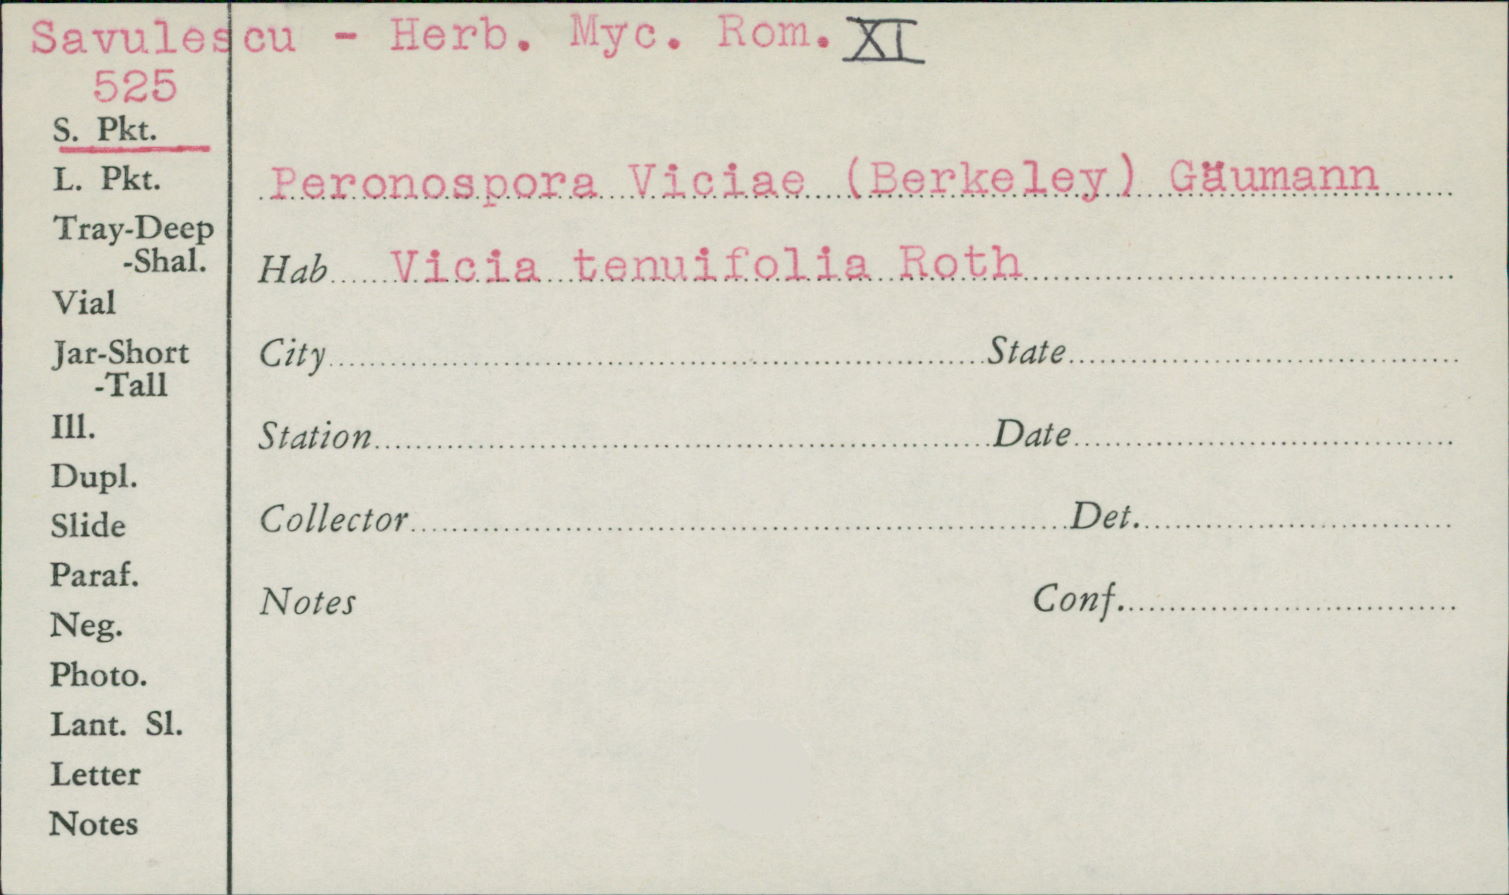 Savulescu - Herb. Myc. Rom. XI
525
S. Pkt.
L. Pkt.
Tray-Deep
-Shal.
Vial
Jar-Short
-Tall
Ill.
Dupl.
Slide
Paraf.
Neg.
Photo.
Lant. Sl.
Letter
Notes
Peronospora Viciae (Berkeley) Gäumann
Hab Vicia tenuifolia Roth
City State
Station Date
Collector Det.
Notes Conf.